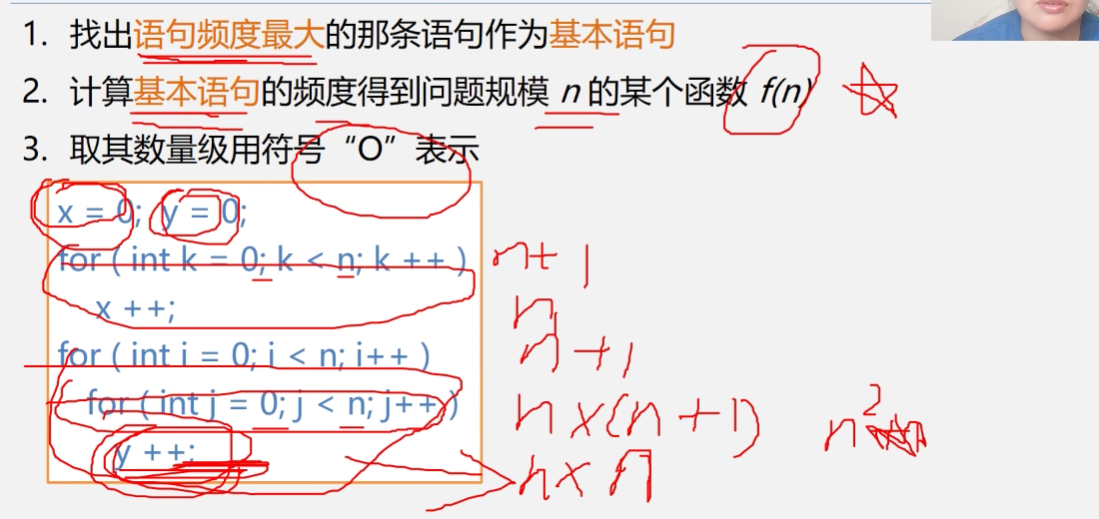 1. 找出语句频度最大的那条语句作为基本语句
2. 计算基本语句的频度得到问题规模 n 的某个函数 f(n)
3. 取其数量级用符号“O”表示
x = 0; y = 0;
for ( int k = 0; k < n; k ++ ) n+1
x ++; n
for ( int i = 0; i < n; i++ ) n+1
for ( int j = 0; j < n; j++ ) n×(n+1) n²
y ++; n×n